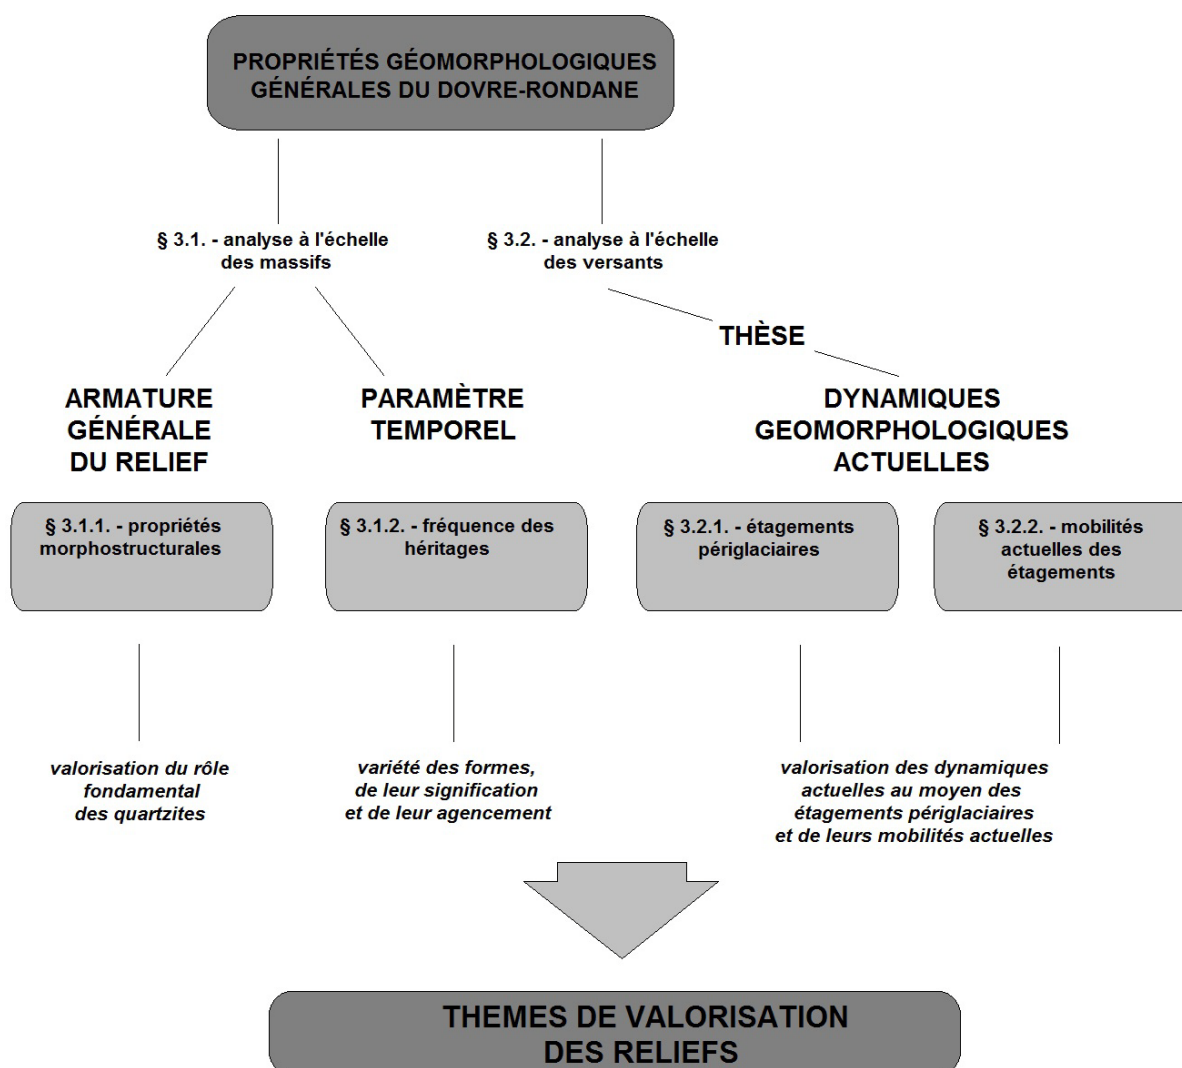 PROPRIÉTÉS GÉOMORPHOLOGIQUES
GÉNÉRALES DU DOVRE-RONDANE
§ 3.1. - analyse à l'échelle
des massifs
§ 3.2. - analyse à l'échelle
des versants
THÈSE
ARMATURE
GÉNÉRALE
DU RELIEF
PARAMÈTRE
TEMPOREL
DYNAMIQUES
GEOMORPHOLOGIQUES
ACTUELLES
§ 3.1.1. - propriétés
morphostructurales
§ 3.1.2. - fréquence des
héritages
§ 3.2.1. - étagements
périglaciaires
§ 3.2.2. - mobilités
actuelles des
étagements
valorisation du rôle
fondamental
des quartzites
variété des formes,
de leur signification
et de leur agencement
valorisation des dynamiques
actuelles au moyen des
étagements périglaciaires
et de leurs mobilités actuelles
THEMES DE VALORISATION
DES RELIEFS